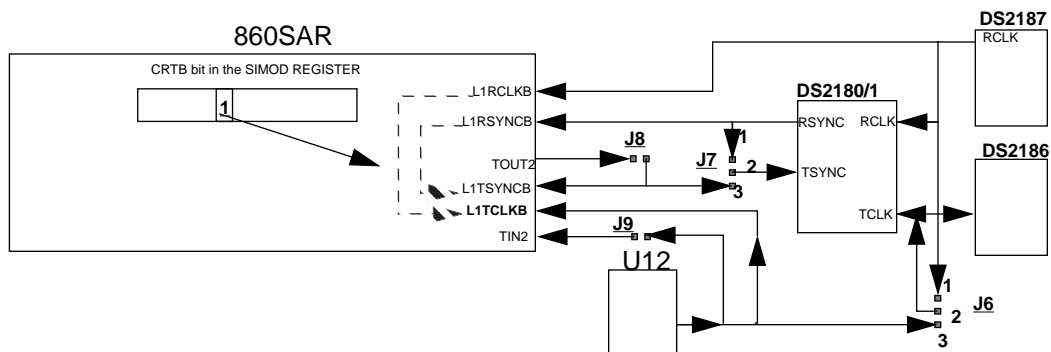 DS2187
RCLK
860SAR
CRTB bit in the SIMOD REGISTER
1
L1RCLKB
DS2180/1
L1RSYNCB
RSYNC
RCLK
TOUT2
J8
J7
1
2
3
DS2186
TSYNC
L1TSYNCB
L1TCLKB
TCLK
TIN2
J9
U12
1
2
3
J6